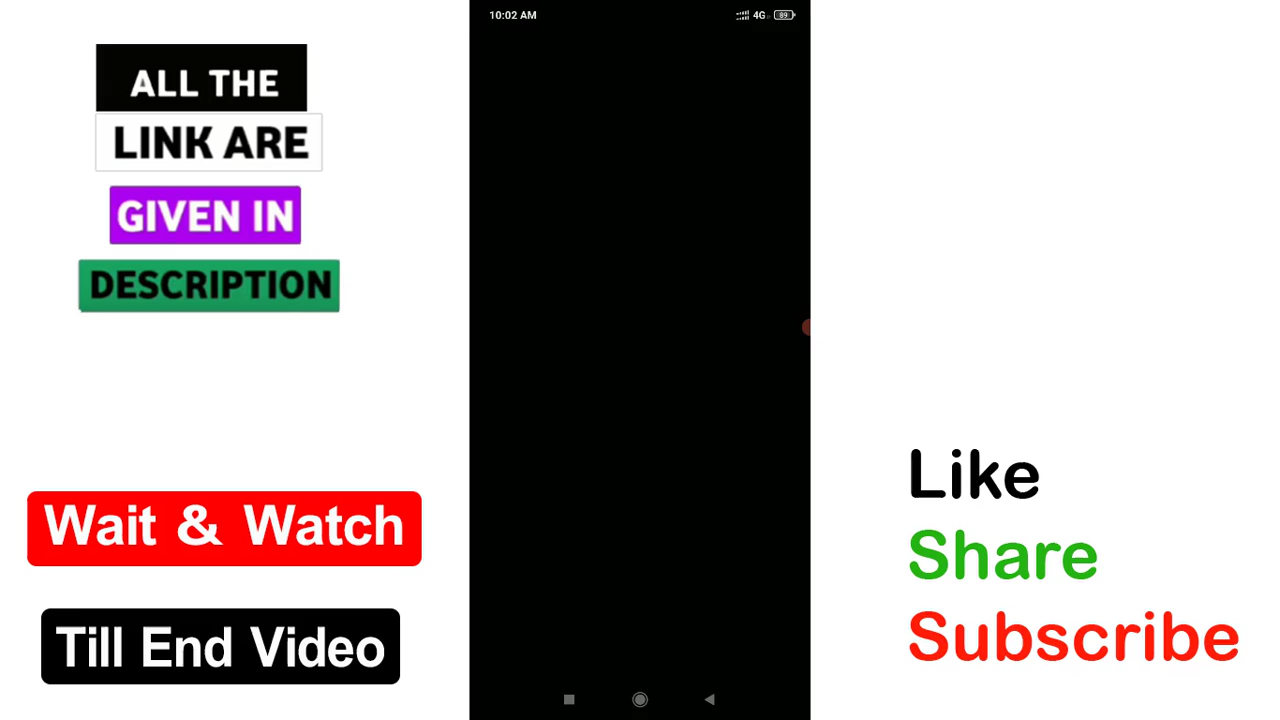 ALL THE
LINK ARE
GIVEN IN
DESCRIPTION
Wait & Watch
Till End Video
10:02 AM
4G
89
Like
Share
Subscribe